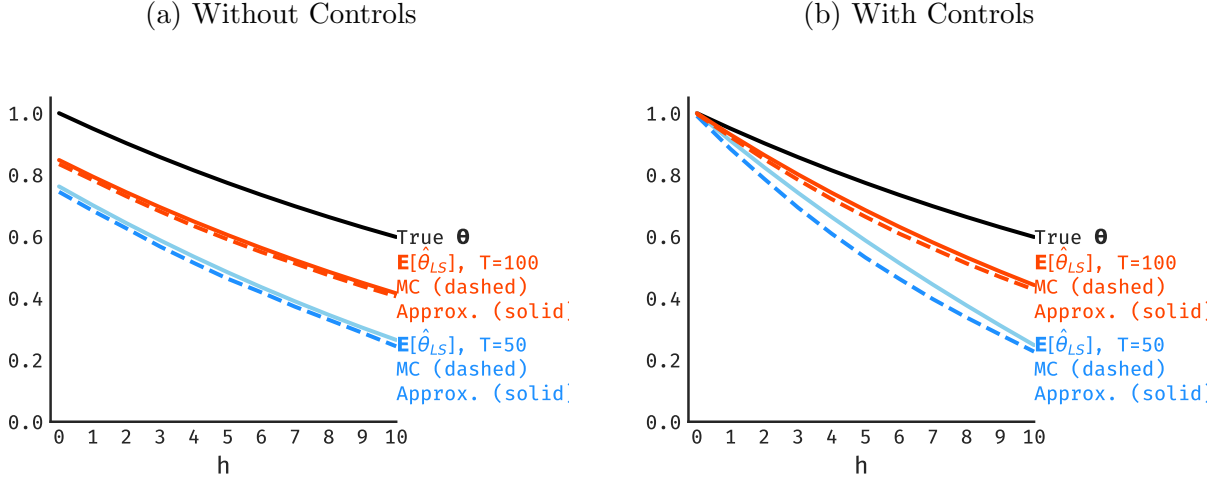 (a) Without Controls
1.0
0.8
0.6
0.4
0.2
0.0
0 1 2 3 4 5 6 7 8 9 10
h
True θ
E[θ̂_LS], T=100
MC (dashed)
Approx. (solid)
E[θ̂_LS], T=50
MC (dashed)
Approx. (solid)
(b) With Controls
1.0
0.8
0.6
0.4
0.2
0.0
0 1 2 3 4 5 6 7 8 9 10
h
True θ
E[θ̂_LS], T=100
MC (dashed)
Approx. (solid)
E[θ̂_LS], T=50
MC (dashed)
Approx. (solid)